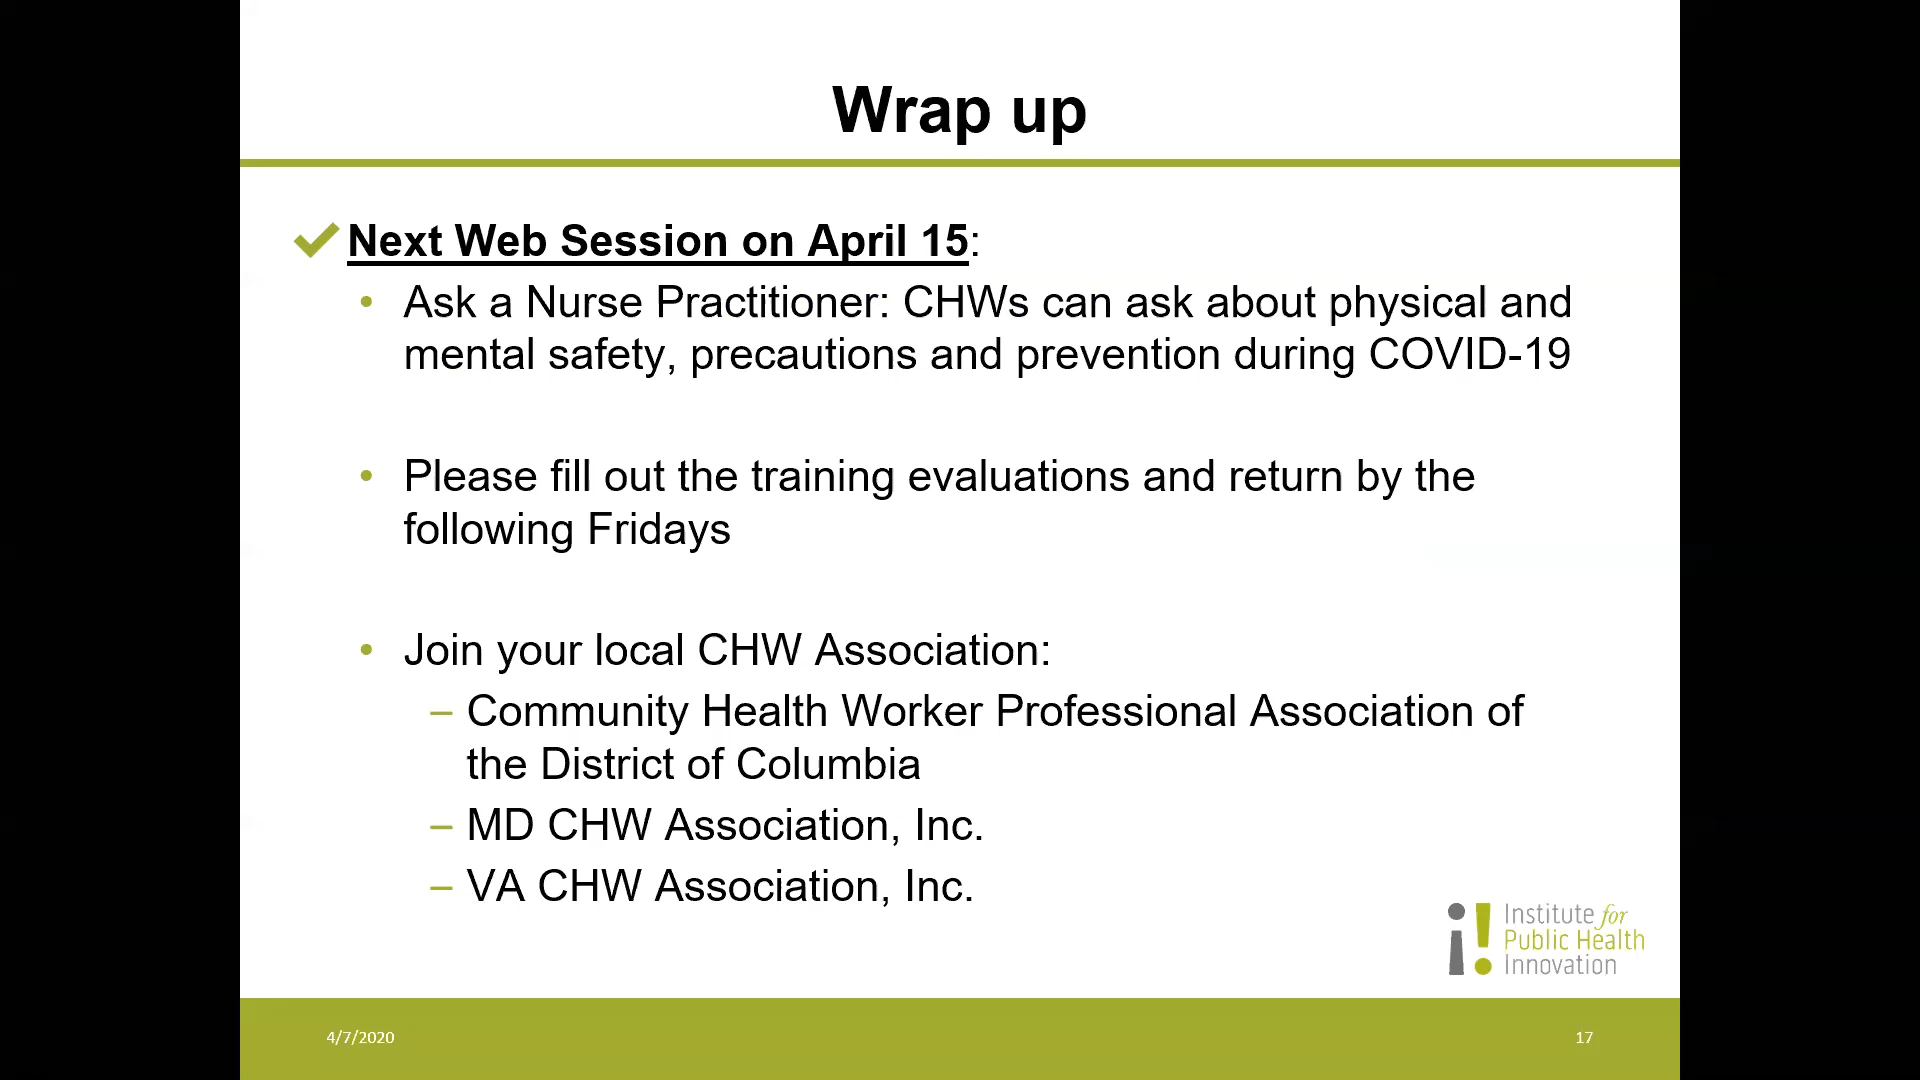 Wrap up
Next Web Session on April 15:
• Ask a Nurse Practitioner: CHWs can ask about physical and
mental safety, precautions and prevention during COVID-19
• Please fill out the training evaluations and return by the
following Fridays
• Join your local CHW Association:
– Community Health Worker Professional Association of
the District of Columbia
– MD CHW Association, Inc.
– VA CHW Association, Inc.
Institute for
Public Health
Innovation
4/7/2020
17